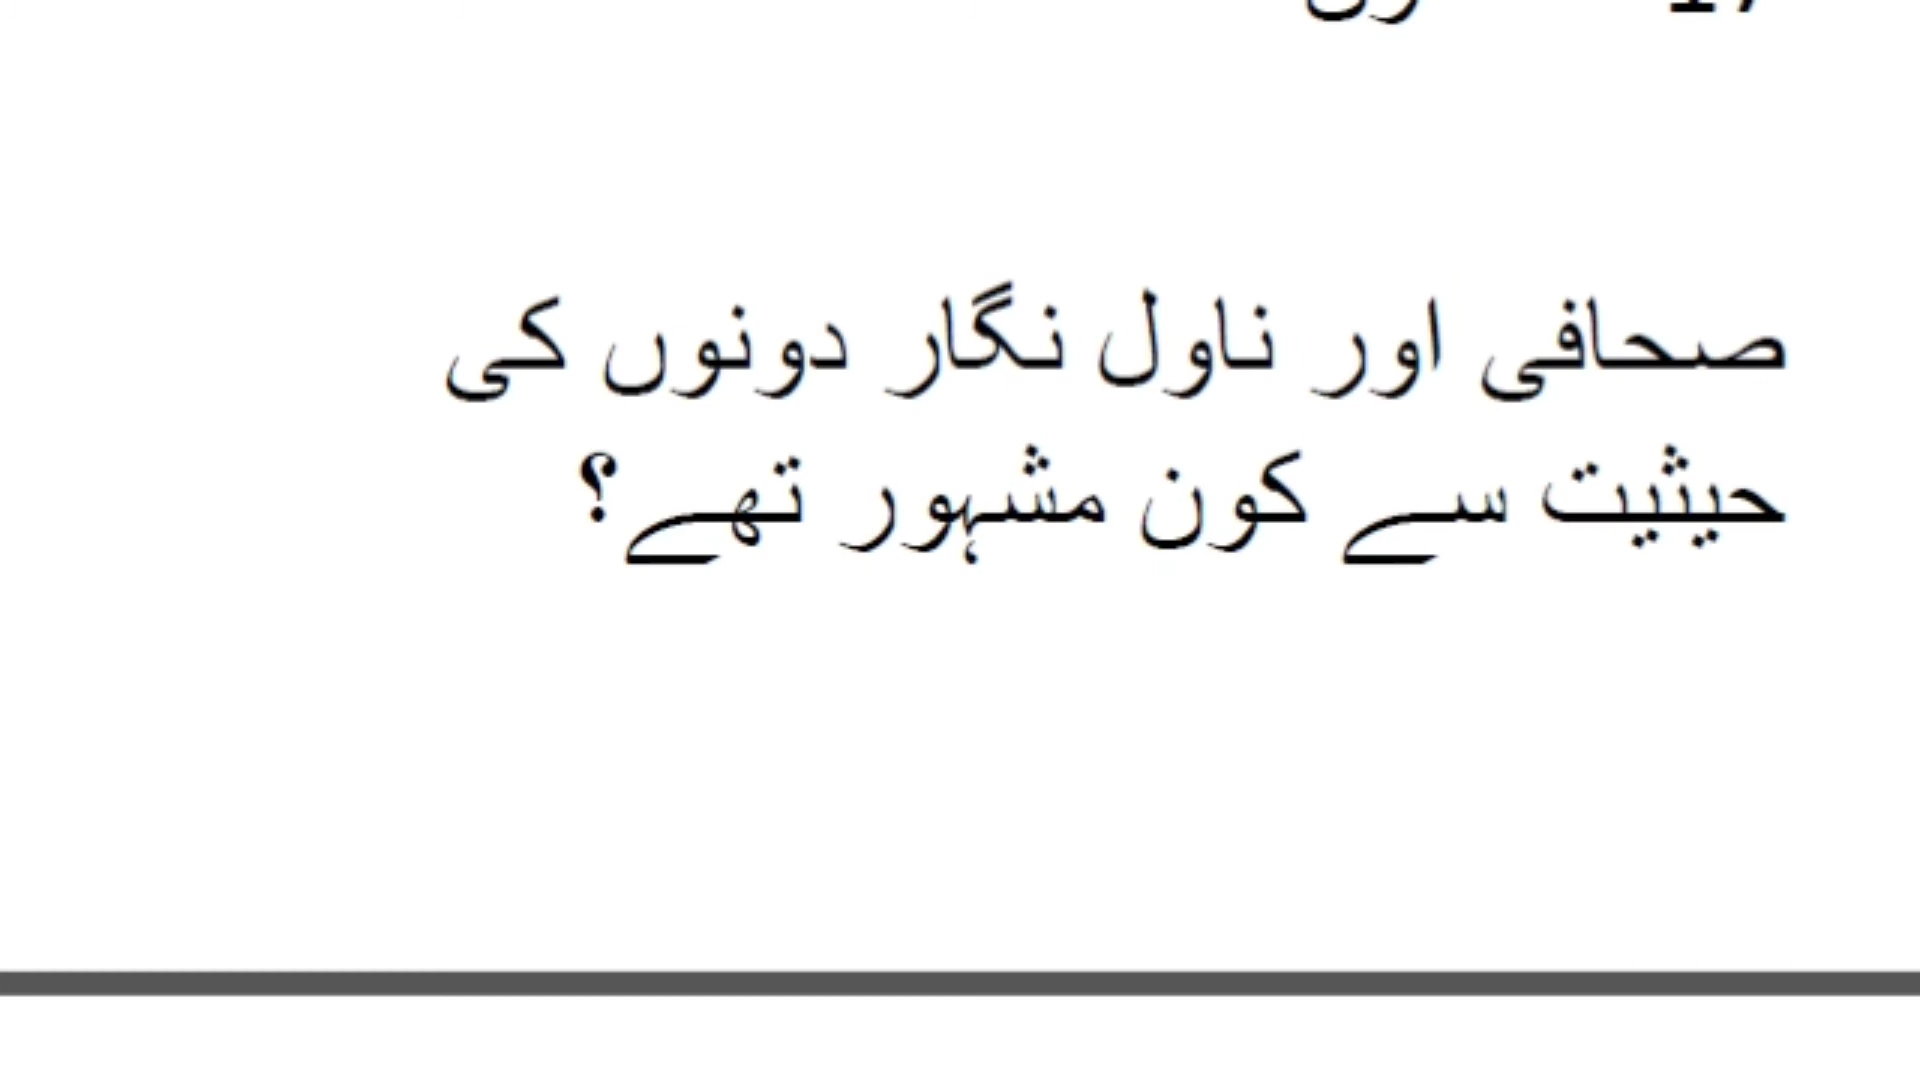 صحافی اور ناول نگار دونوں کی
حیثیت سے کون مشہور تھے؟